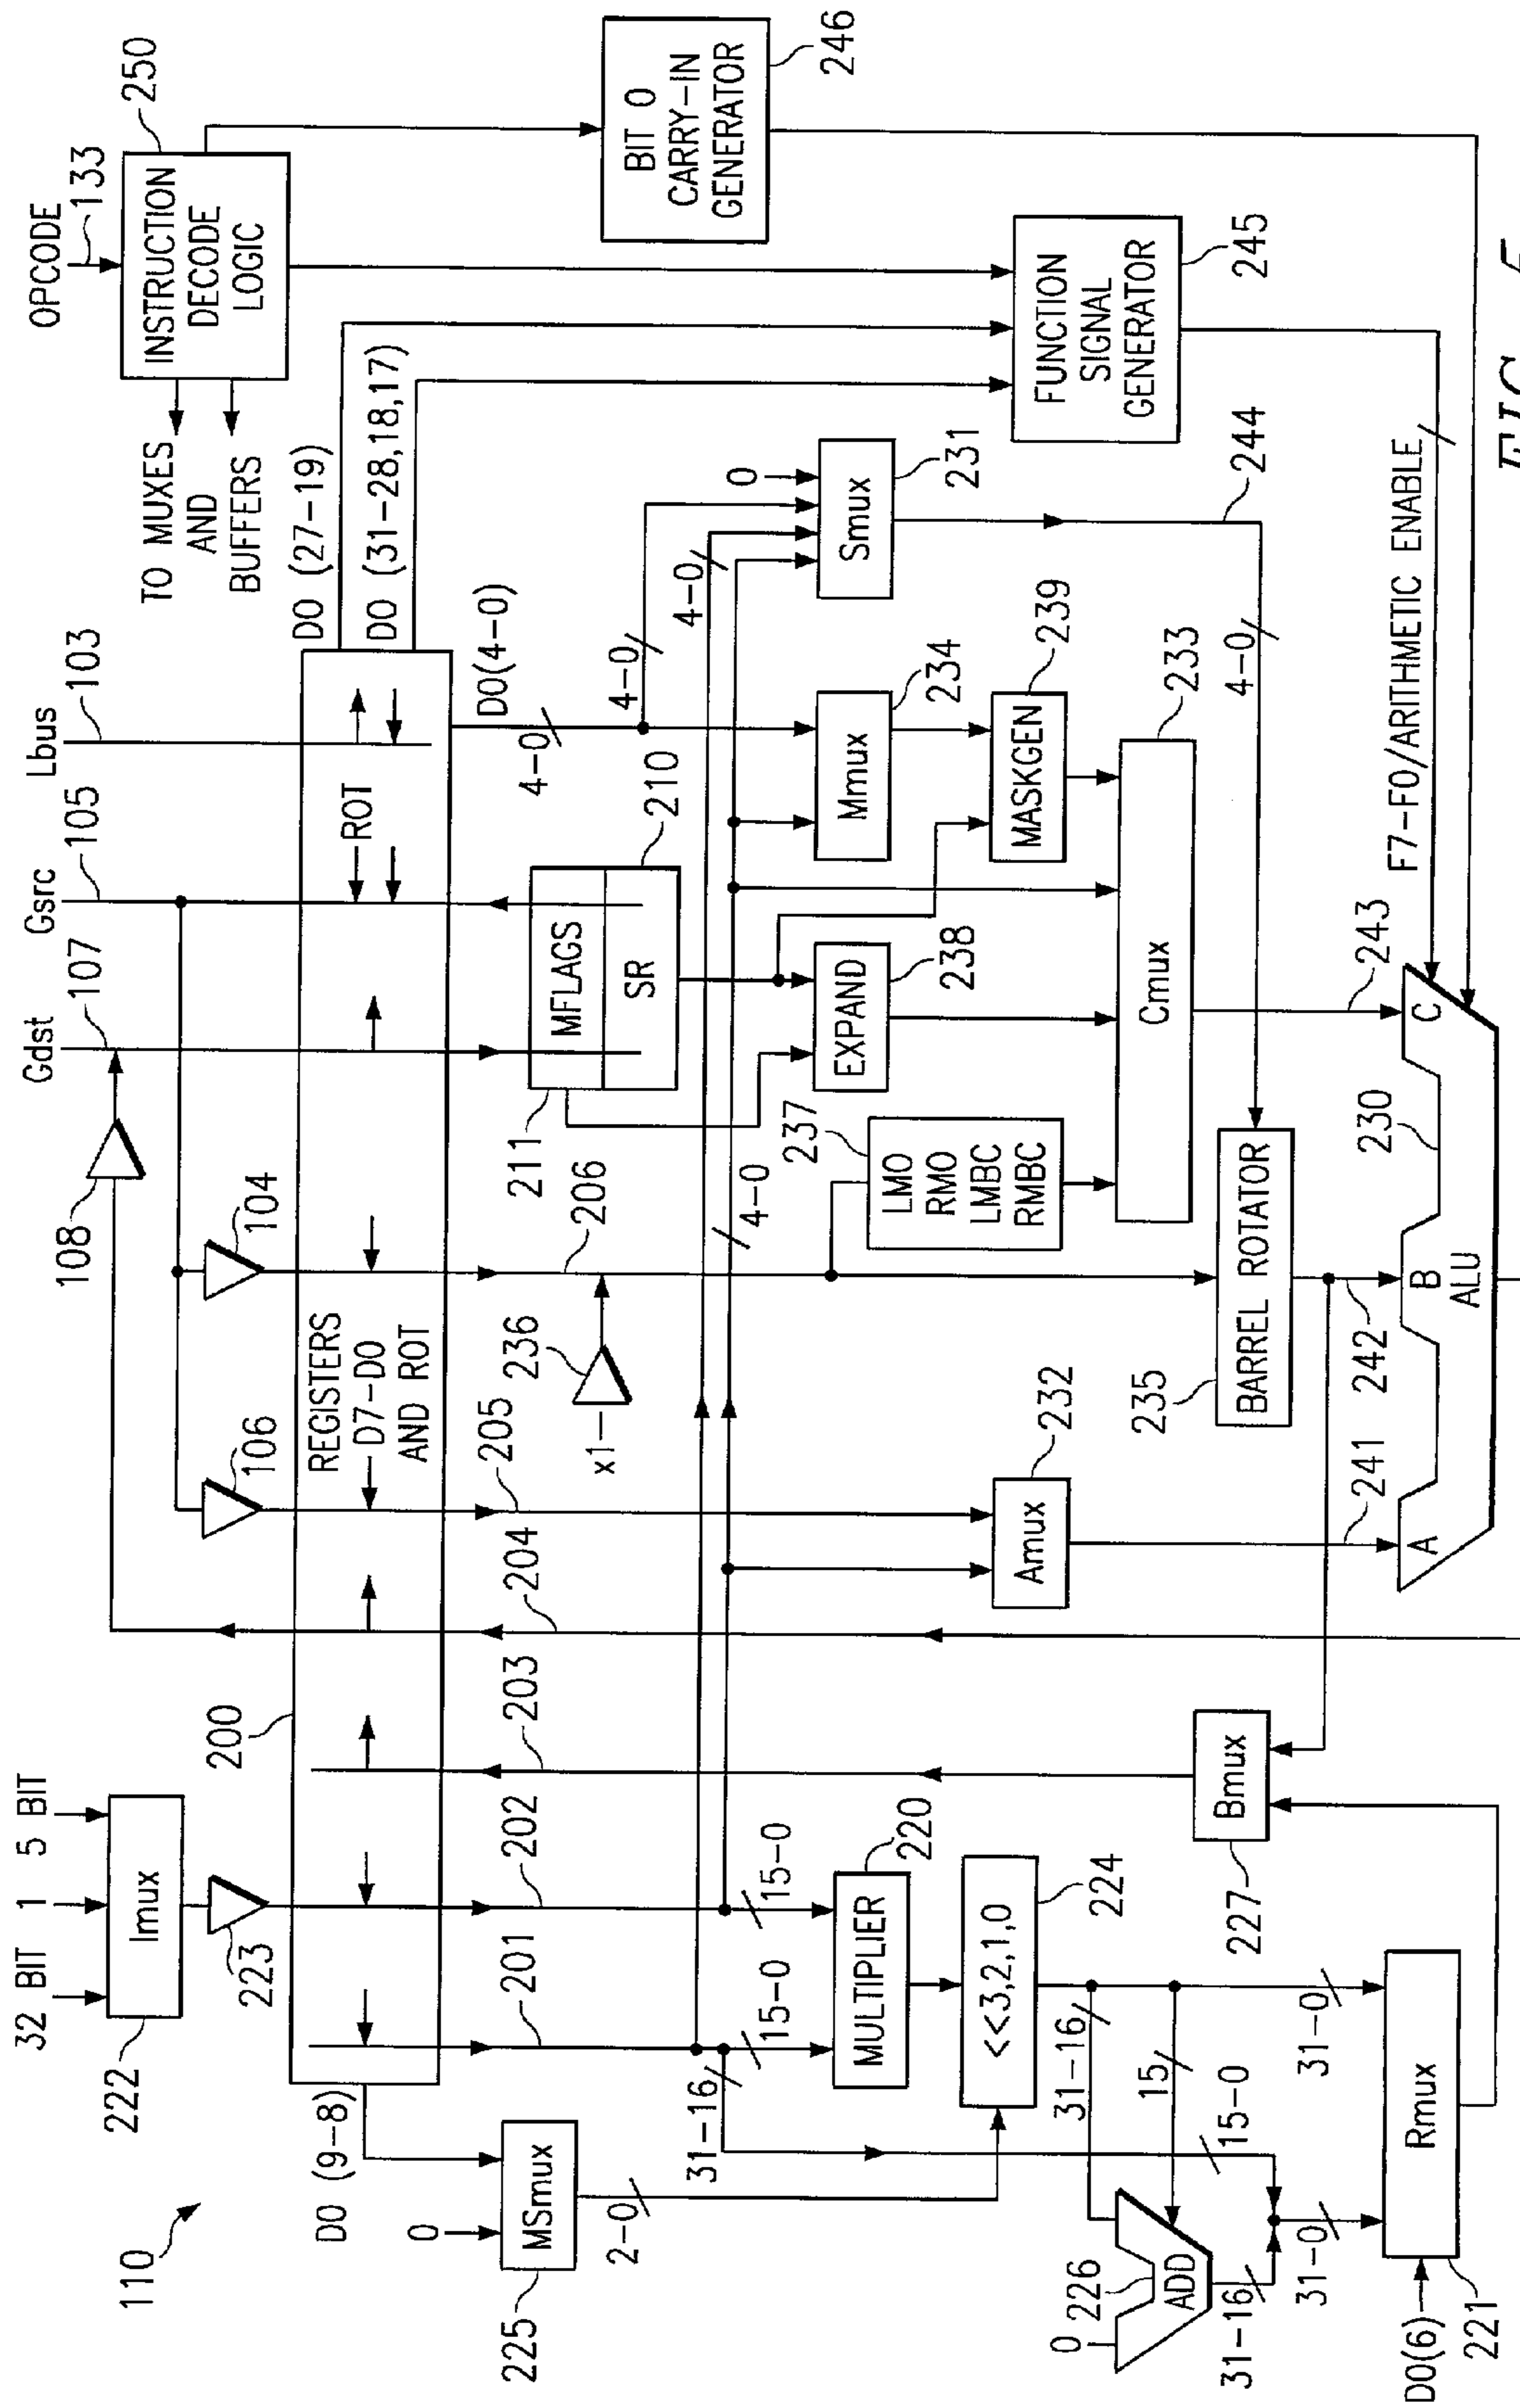 110
32 BIT 1 5 BIT
Imux
222
223
200
Gdst
107
Gsrc
105
Lbus
103
OPCODE
133
250
INSTRUCTION
DECODE
LOGIC
TO MUXES
AND
BUFFERS
BIT 0
CARRY-IN
GENERATOR
246
108
106
104
D0 (9-8)
0
MSmux
225
2-0
REGISTERS
D7-D0
AND ROT
ROT
D0 (27-19)
D0 (31-28,18,17)
D0(4-0)
4-0
4-0
4-0
201
202
203
204
205
206
x1
236
MFLAGS
SR
211
210
31-16
15-0
15-0
4-0
MULTIPLIER
220
<<3,2,1,0
224
Amux
232
237
LMO
RMO
LMBC
RMBC
EXPAND
238
Mmux
234
MASKGEN
239
0
Smux
231
FUNCTION
SIGNAL
GENERATOR
245
31-16
15
15-0
31-0
0
226
ADD
31-16
31-0
Bmux
227
Cmux
233
235
BARREL ROTATOR
4-0
244
D0(6)
Rmux
221
241
242
243
230
A
B
C
ALU
F7-F0/ARITHMETIC ENABLE